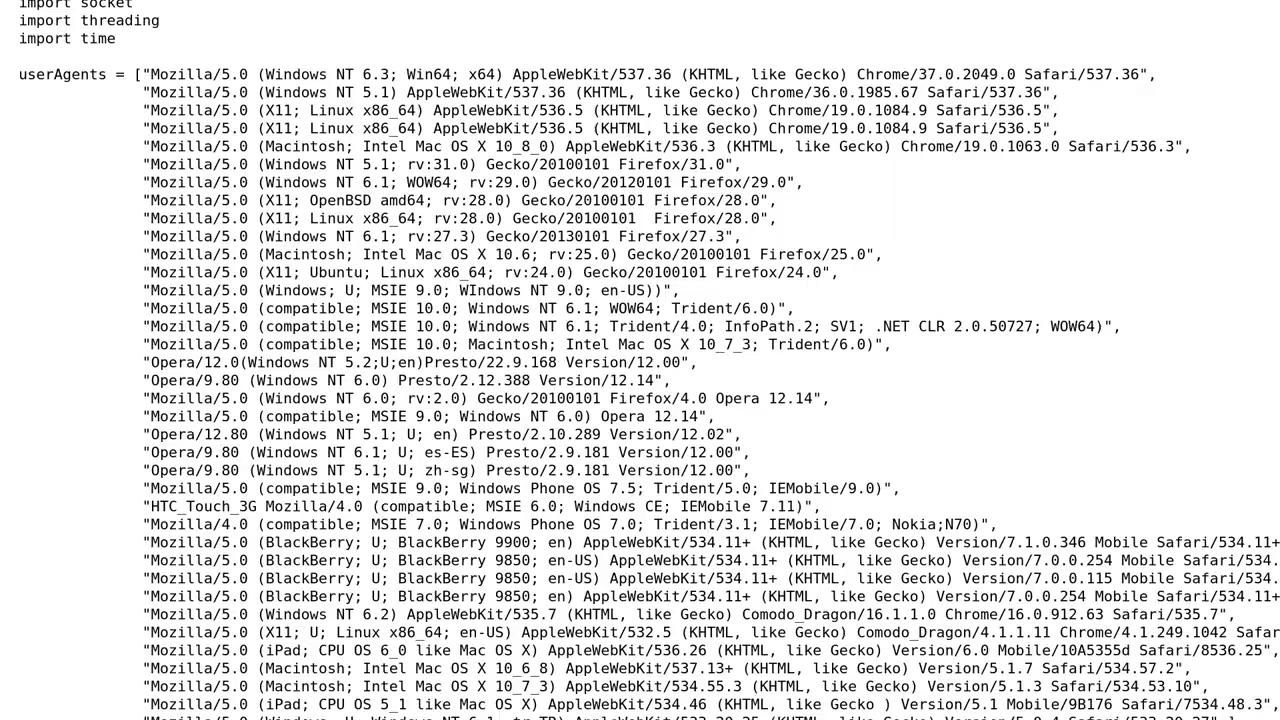 import socket
import threading
import time
userAgents = ["Mozilla/5.0 (Windows NT 6.3; Win64; x64) AppleWebKit/537.36 (KHTML, like Gecko) Chrome/37.0.2049.0 Safari/537.36",
"Mozilla/5.0 (Windows NT 5.1) AppleWebKit/537.36 (KHTML, like Gecko) Chrome/36.0.1985.67 Safari/537.36",
"Mozilla/5.0 (X11; Linux x86_64) AppleWebKit/536.5 (KHTML, like Gecko) Chrome/19.0.1084.9 Safari/536.5",
"Mozilla/5.0 (X11; Linux x86_64) AppleWebKit/536.5 (KHTML, like Gecko) Chrome/19.0.1084.9 Safari/536.5",
"Mozilla/5.0 (Macintosh; Intel Mac OS X 10_8_0) AppleWebKit/536.3 (KHTML, like Gecko) Chrome/19.0.1063.0 Safari/536.3",
"Mozilla/5.0 (Windows NT 5.1; rv:31.0) Gecko/20100101 Firefox/31.0",
"Mozilla/5.0 (Windows NT 6.1; WOW64; rv:29.0) Gecko/20120101 Firefox/29.0",
"Mozilla/5.0 (X11; OpenBSD amd64; rv:28.0) Gecko/20100101 Firefox/28.0",
"Mozilla/5.0 (X11; Linux x86_64; rv:28.0) Gecko/20100101  Firefox/28.0",
"Mozilla/5.0 (Windows NT 6.1; rv:27.3) Gecko/20130101 Firefox/27.3",
"Mozilla/5.0 (Macintosh; Intel Mac OS X 10.6; rv:25.0) Gecko/20100101 Firefox/25.0",
"Mozilla/5.0 (X11; Ubuntu; Linux x86_64; rv:24.0) Gecko/20100101 Firefox/24.0",
"Mozilla/5.0 (Windows; U; MSIE 9.0; WIndows NT 9.0; en-US))",
"Mozilla/5.0 (compatible; MSIE 10.0; Windows NT 6.1; WOW64; Trident/6.0)",
"Mozilla/5.0 (compatible; MSIE 10.0; Windows NT 6.1; Trident/4.0; InfoPath.2; SV1; .NET CLR 2.0.50727; WOW64)",
"Mozilla/5.0 (compatible; MSIE 10.0; Macintosh; Intel Mac OS X 10_7_3; Trident/6.0)",
"Opera/12.0(Windows NT 5.2;U;en)Presto/22.9.168 Version/12.00",
"Opera/9.80 (Windows NT 6.0) Presto/2.12.388 Version/12.14",
"Mozilla/5.0 (Windows NT 6.0; rv:2.0) Gecko/20100101 Firefox/4.0 Opera 12.14",
"Mozilla/5.0 (compatible; MSIE 9.0; Windows NT 6.0) Opera 12.14",
"Opera/12.80 (Windows NT 5.1; U; en) Presto/2.10.289 Version/12.02",
"Opera/9.80 (Windows NT 6.1; U; es-ES) Presto/2.9.181 Version/12.00",
"Opera/9.80 (Windows NT 5.1; U; zh-sg) Presto/2.9.181 Version/12.00",
"Mozilla/5.0 (compatible; MSIE 9.0; Windows Phone OS 7.5; Trident/5.0; IEMobile/9.0)",
"HTC_Touch_3G Mozilla/4.0 (compatible; MSIE 6.0; Windows CE; IEMobile 7.11)",
"Mozilla/4.0 (compatible; MSIE 7.0; Windows Phone OS 7.0; Trident/3.1; IEMobile/7.0; Nokia;N70)",
"Mozilla/5.0 (BlackBerry; U; BlackBerry 9900; en) AppleWebKit/534.11+ (KHTML, like Gecko) Version/7.1.0.346 Mobile Safari/534.11+
"Mozilla/5.0 (BlackBerry; U; BlackBerry 9850; en-US) AppleWebKit/534.11+ (KHTML, like Gecko) Version/7.0.0.254 Mobile Safari/534.
"Mozilla/5.0 (BlackBerry; U; BlackBerry 9850; en-US) AppleWebKit/534.11+ (KHTML, like Gecko) Version/7.0.0.115 Mobile Safari/534.
"Mozilla/5.0 (BlackBerry; U; BlackBerry 9850; en) AppleWebKit/534.11+ (KHTML, like Gecko) Version/7.0.0.254 Mobile Safari/534.11+
"Mozilla/5.0 (Windows NT 6.2) AppleWebKit/535.7 (KHTML, like Gecko) Comodo_Dragon/16.1.1.0 Chrome/16.0.912.63 Safari/535.7",
"Mozilla/5.0 (X11; U; Linux x86_64; en-US) AppleWebKit/532.5 (KHTML, like Gecko) Comodo_Dragon/4.1.1.11 Chrome/4.1.249.1042 Safar
"Mozilla/5.0 (iPad; CPU OS 6_0 like Mac OS X) AppleWebKit/536.26 (KHTML, like Gecko) Version/6.0 Mobile/10A5355d Safari/8536.25",
"Mozilla/5.0 (Macintosh; Intel Mac OS X 10_6_8) AppleWebKit/537.13+ (KHTML, like Gecko) Version/5.1.7 Safari/534.57.2",
"Mozilla/5.0 (Macintosh; Intel Mac OS X 10_7_3) AppleWebKit/534.55.3 (KHTML, like Gecko) Version/5.1.3 Safari/534.53.10",
"Mozilla/5.0 (iPad; CPU OS 5_1 like Mac OS X) AppleWebKit/534.46 (KHTML, like Gecko ) Version/5.1 Mobile/9B176 Safari/7534.48.3",